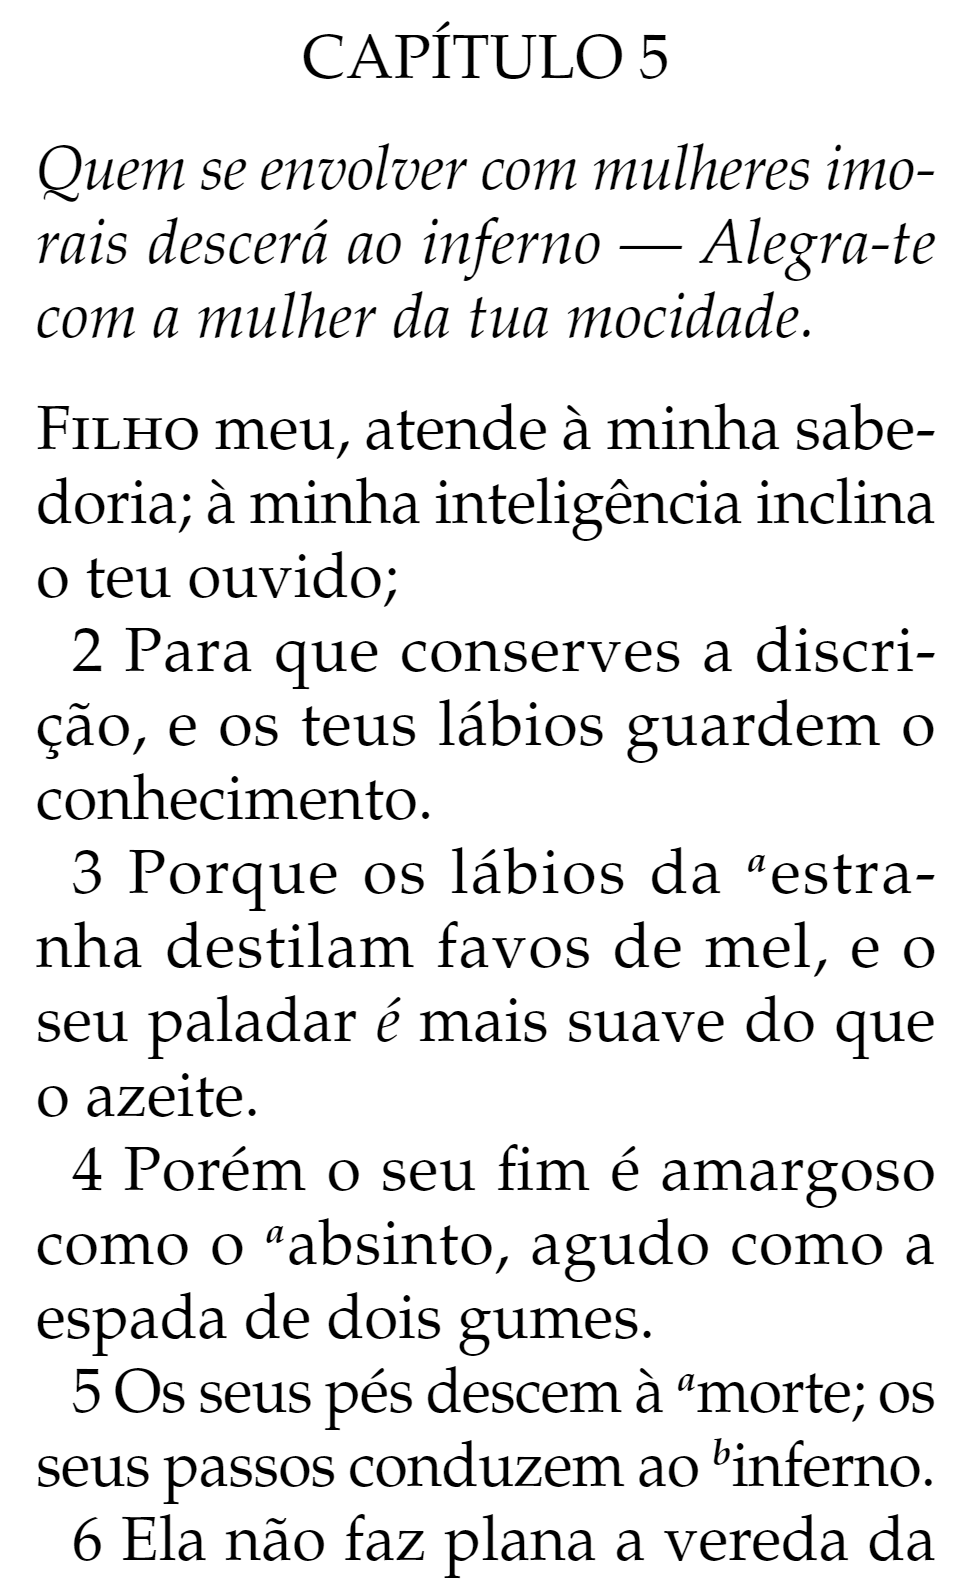 CAPÍTULO 5
Quem se envolver com mulheres imo-
rais descerá ao inferno — Alegra-te
com a mulher da tua mocidade.
FILHO meu, atende à minha sabe-
doria; à minha inteligência inclina
o teu ouvido;
2 Para que conserves a discri-
ção, e os teus lábios guardem o
conhecimento.
3 Porque os lábios da ᵃestra-
nha destilam favos de mel, e o
seu paladar é mais suave do que
o azeite.
4 Porém o seu fim é amargoso
como o ᵃabsinto, agudo como a
espada de dois gumes.
5 Os seus pés descem à ᵃmorte; os
seus passos conduzem ao ᵇinferno.
6 Ela não faz plana a vereda da